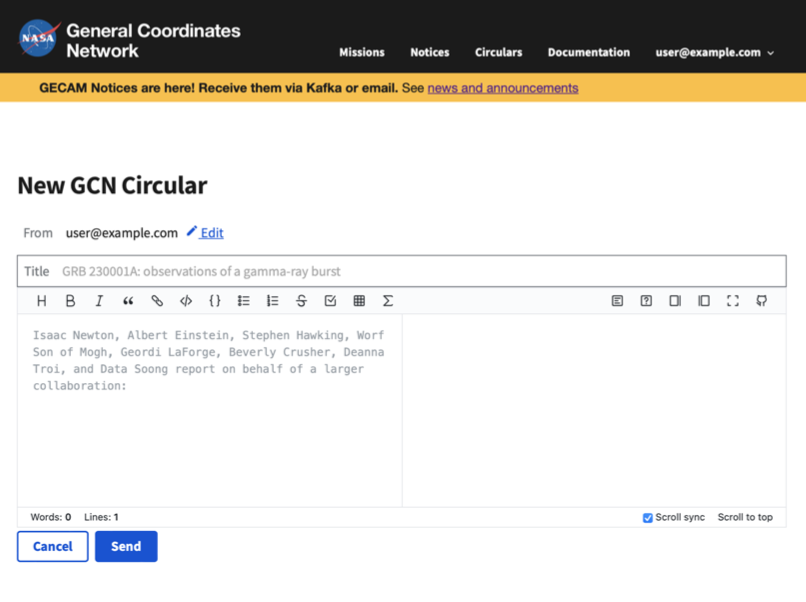 NASA
General Coordinates
Network
Missions Notices Circulars Documentation user@example.com
GECAM Notices are here! Receive them via Kafka or email. See news and announcements
New GCN Circular
From user@example.com Edit
Title GRB 230001A: observations of a gamma-ray burst
H B I “ </> {} Σ
Isaac Newton, Albert Einstein, Stephen Hawking, Worf
Son of Mogh, Geordi LaForge, Beverly Crusher, Deanna
Troi, and Data Soong report on behalf of a larger
collaboration:
Words: 0 Lines: 1 Scroll sync Scroll to top
Cancel Send